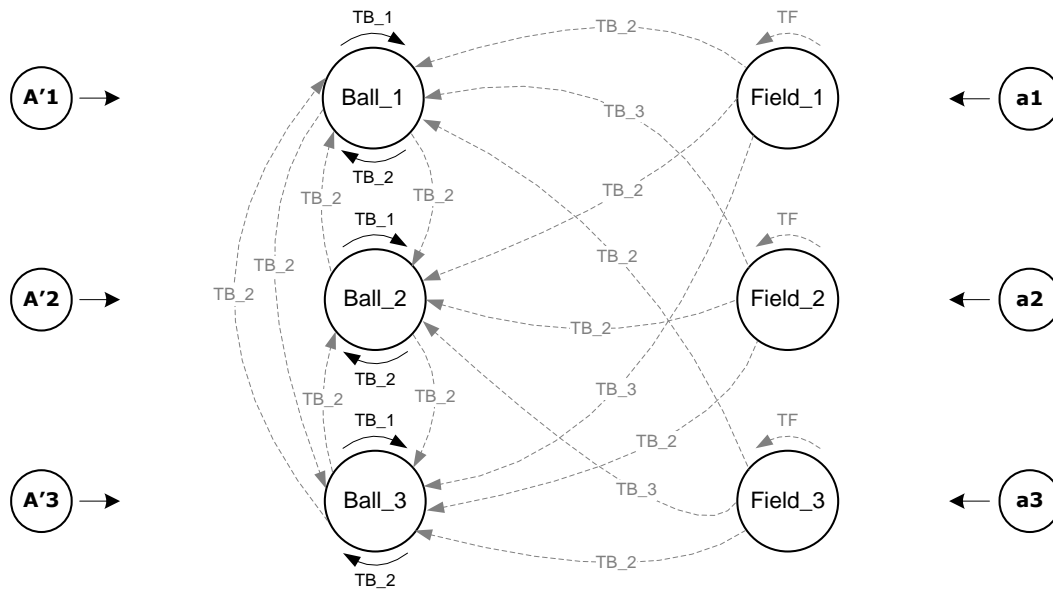 TB_1
TB_2
TF
A'1
Ball_1
Field_1
a1
TB_3
TB_2
TB_2
TB_2
TB_2
TB_1
TF
TB_2
TB_2
TB_2
A'2
Ball_2
Field_2
a2
TB_2
TB_2
TB_3
TB_2
TB_2
TB_1
TF
TB_2
A'3
Ball_3
Field_3
a3
TB_3
TB_2
TB_2